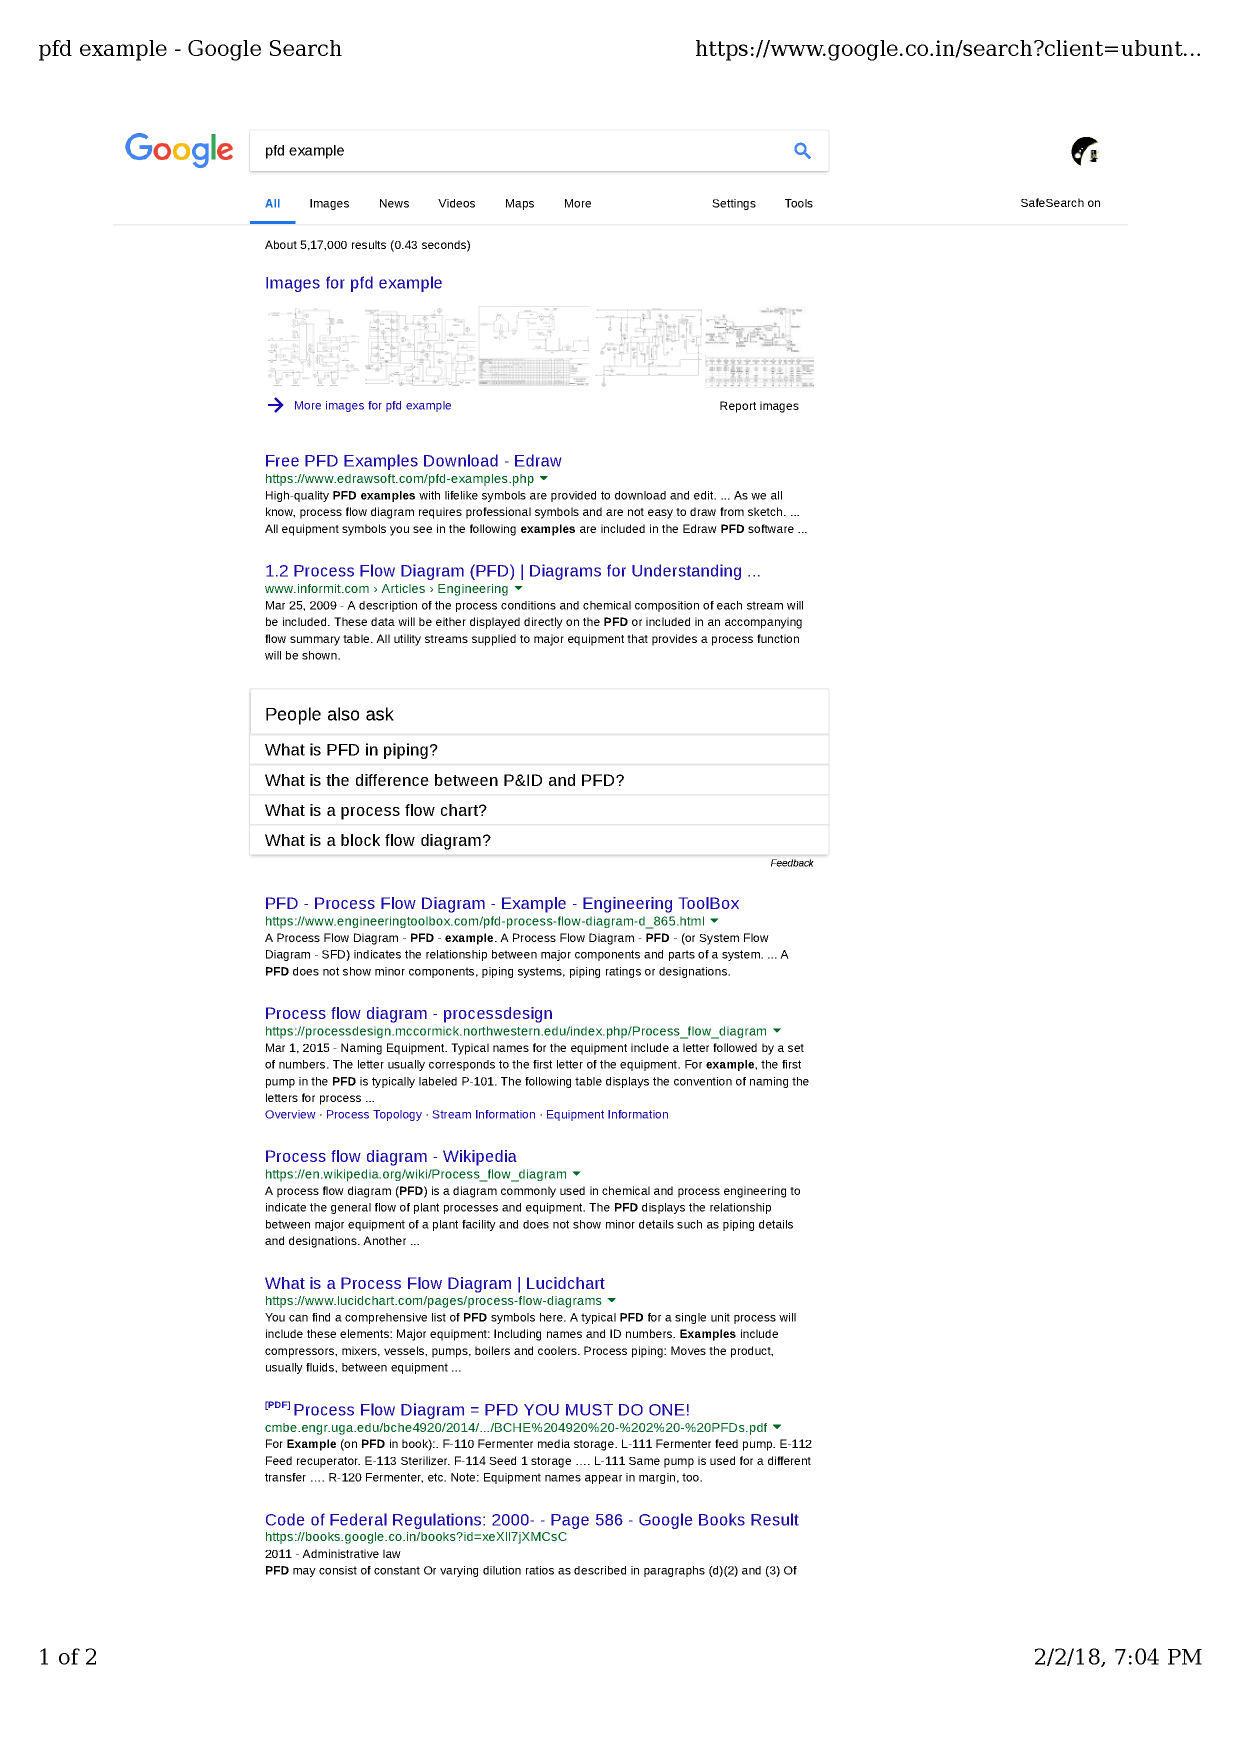 pfd example - Google Search
https://www.google.co.in/search?client=ubunt...
Google
pfd example
All Images News Videos Maps More Settings Tools
SafeSearch on
About 5,17,000 results (0.43 seconds)
Images for pfd example
More images for pfd example
Report images
Free PFD Examples Download - Edraw
https://www.edrawsoft.com/pfd-examples.php
High-quality PFD examples with lifelike symbols are provided to download and edit. ... As we all
know, process flow diagram requires professional symbols and are not easy to draw from sketch. ...
All equipment symbols you see in the following examples are included in the Edraw PFD software ...
1.2 Process Flow Diagram (PFD) | Diagrams for Understanding ...
www.informit.com › Articles › Engineering
Mar 25, 2009 - A description of the process conditions and chemical composition of each stream will
be included. These data will be either displayed directly on the PFD or included in an accompanying
flow summary table. All utility streams supplied to major equipment that provides a process function
will be shown.
People also ask
What is PFD in piping?
What is the difference between P&ID and PFD?
What is a process flow chart?
What is a block flow diagram?
Feedback
PFD - Process Flow Diagram - Example - Engineering ToolBox
https://www.engineeringtoolbox.com/pfd-process-flow-diagram-d_865.html
A Process Flow Diagram - PFD - example. A Process Flow Diagram - PFD - (or System Flow
Diagram - SFD) indicates the relationship between major components and parts of a system. ... A
PFD does not show minor components, piping systems, piping ratings or designations.
Process flow diagram - processdesign
https://processdesign.mccormick.northwestern.edu/index.php/Process_flow_diagram
Mar 1, 2015 - Naming Equipment. Typical names for the equipment include a letter followed by a set
of numbers. The letter usually corresponds to the first letter of the equipment. For example, the first
pump in the PFD is typically labeled P-101. The following table displays the convention of naming the
letters for process ...
Overview · Process Topology · Stream Information · Equipment Information
Process flow diagram - Wikipedia
https://en.wikipedia.org/wiki/Process_flow_diagram
A process flow diagram (PFD) is a diagram commonly used in chemical and process engineering to
indicate the general flow of plant processes and equipment. The PFD displays the relationship
between major equipment of a plant facility and does not show minor details such as piping details
and designations. Another ...
What is a Process Flow Diagram | Lucidchart
https://www.lucidchart.com/pages/process-flow-diagrams
You can find a comprehensive list of PFD symbols here. A typical PFD for a single unit process will
include these elements: Major equipment: Including names and ID numbers. Examples include
compressors, mixers, vessels, pumps, boilers and coolers. Process piping: Moves the product,
usually fluids, between equipment ...
[PDF] Process Flow Diagram = PFD YOU MUST DO ONE!
cmbe.engr.uga.edu/bche4920/2014/.../BCHE%204920%20-%202%20-%20PFDs.pdf
For Example (on PFD in book):. F-110 Fermenter media storage. L-111 Fermenter feed pump. E-112
Feed recuperator. E-113 Sterilizer. F-114 Seed 1 storage .... L-111 Same pump is used for a different
transfer .... R-120 Fermenter, etc. Note: Equipment names appear in margin, too.
Code of Federal Regulations: 2000- - Page 586 - Google Books Result
https://books.google.co.in/books?id=xeXlI7jXMCsC
2011 - Administrative law
PFD may consist of constant Or varying dilution ratios as described in paragraphs (d)(2) and (3) Of
1 of 2
2/2/18, 7:04 PM